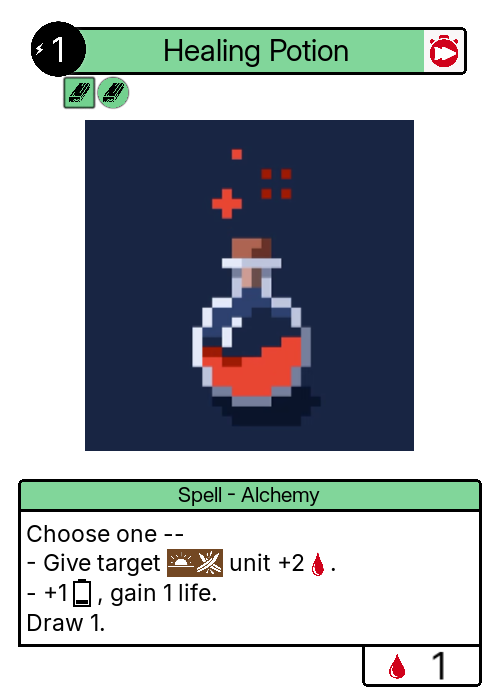 1
Healing Potion
Spell - Alchemy
Choose one --
- Give target unit +2 .
- +1 , gain 1 life.
Draw 1.
1